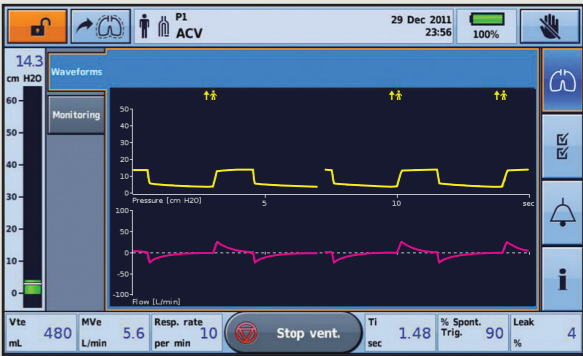 P1
ACV
29 Dec 2011
23:56
100%
14.3
cm H2O
60
50
40
30
20
10
0
Waveforms
Monitoring
50
40
30
20
10
0
Pressure [cm H2O]
5
10
sec
100
50
0
-50
-100
Flow [L/min]
Vte
mL
480
MVe
L/min
5.6
Resp. rate
per min
10
Stop vent.
Ti
sec
1.48
% Spont.
Trig.
90
Leak
%
4